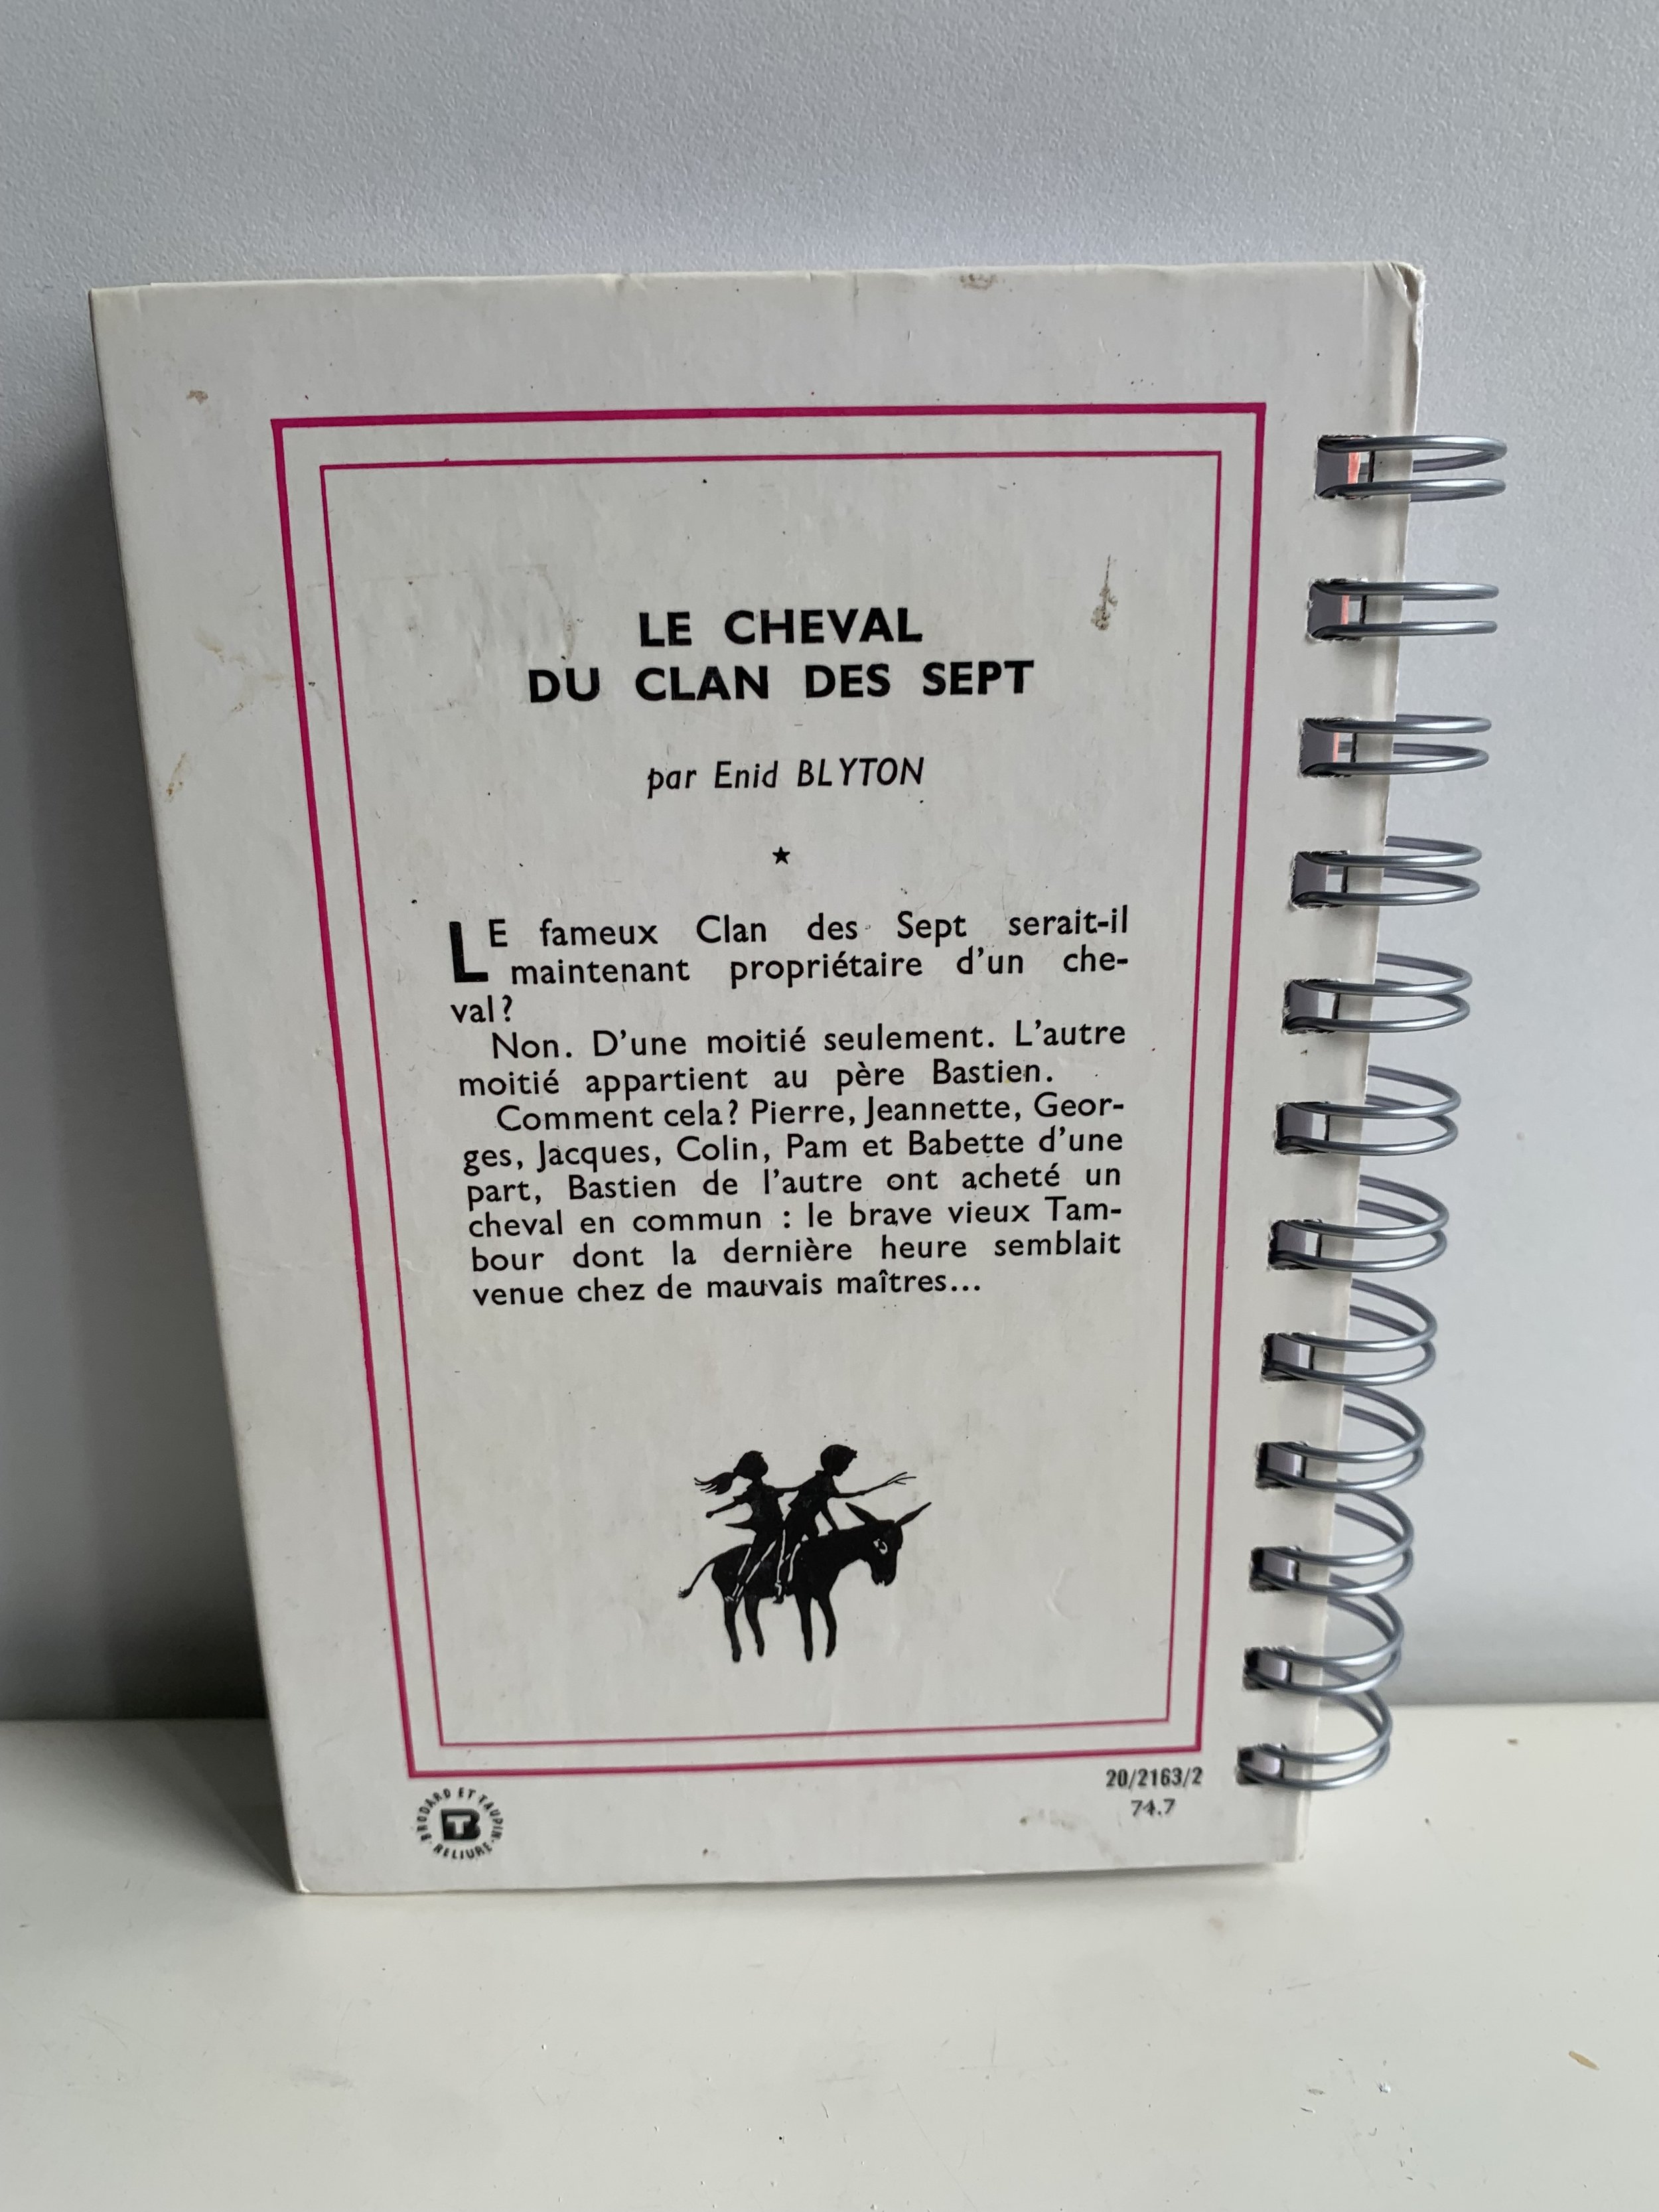 LE CHEVAL
DU CLAN DES SEPT
par Enid BLYTON
LE fameux Clan des Sept serait-il
maintenant propriétaire d'un che-
val?
Non. D'une moitié seulement. L'autre
moitié appartient au père Bastien.
Comment cela? Pierre, Jeannette, Geor-
ges, Jacques, Colin, Pam et Babette d'une
part, Bastien de l'autre ont acheté un
cheval en commun : le brave vieux Tam-
bour dont la dernière heure semblait
venue chez de mauvais maîtres...
20/2163/2
74.7
BRODARD ET TAUPIN
RELIURE
BT